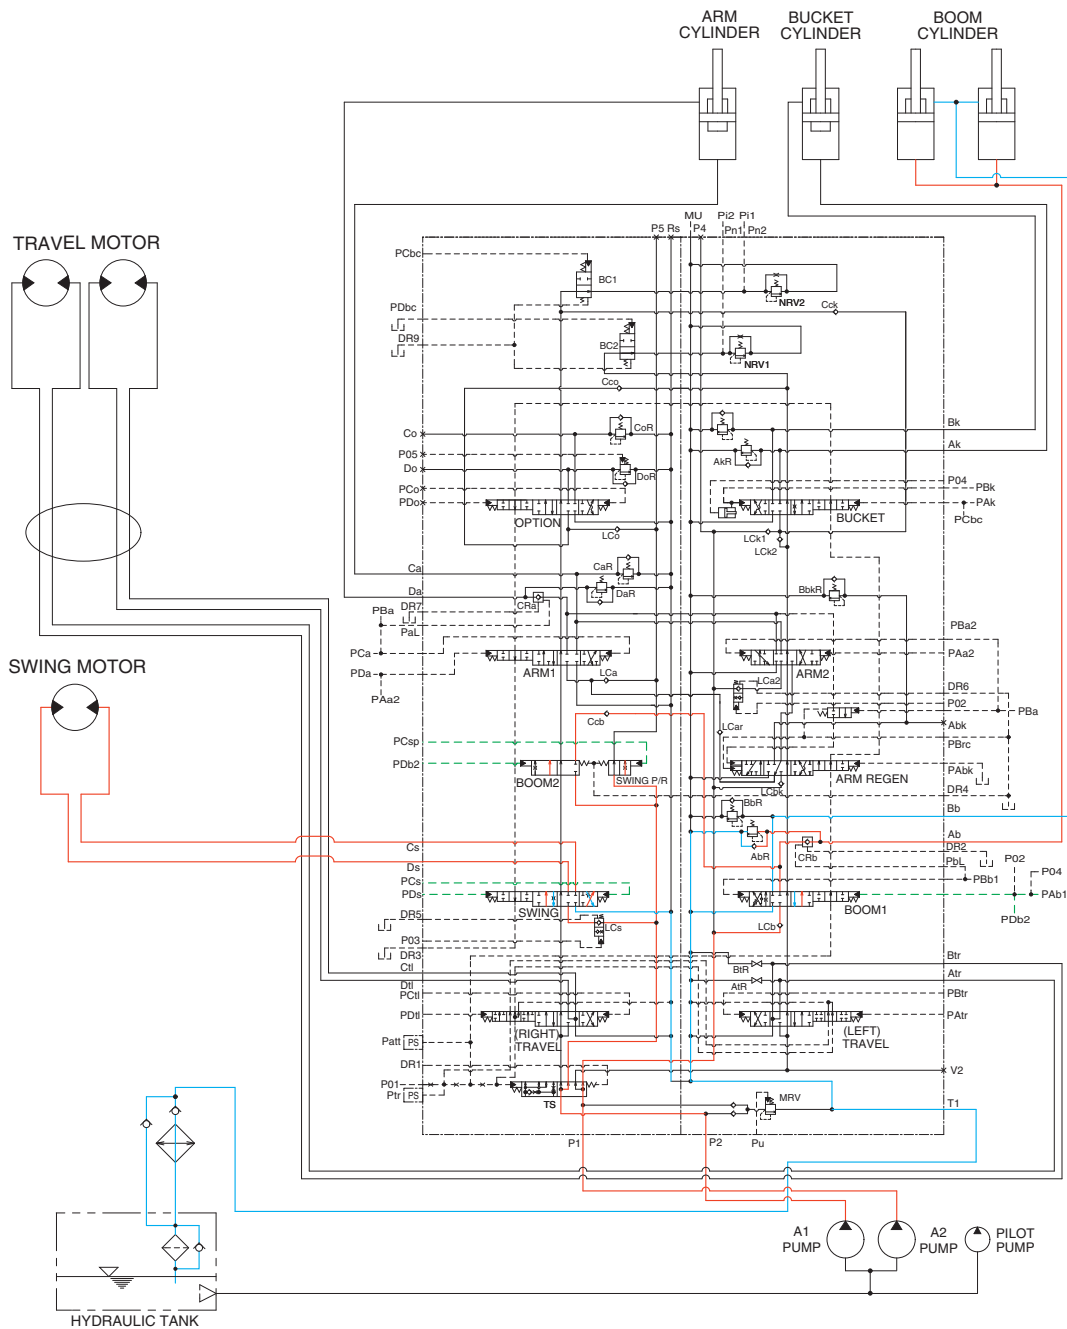 ARM
CYLINDER
BUCKET
CYLINDER
BOOM
CYLINDER
TRAVEL MOTOR
SWING MOTOR
P5 Rs
MU
P4
Pi2
Pn1
Pi1
Pn2
PCbc
BC1
NRV2
Cck
PDbc
DR9
BC2
NRV1
Cco
Co
CoR
Bk
Ak
P05
Do
DoR
AkR
PCo
PDo
OPTION
LCo
P04
PBk
PAk
PCbc
BUCKET
LCk1
LCk2
Ca
CaR
Da
DaR
CRa
BbkR
PBa
DR7
PaL
PCa
PDa
PAa2
ARM1
LCa
PBa2
PAa2
ARM2
LCa2
DR6
P02
PBa
Abk
LCar
Ccb
PCsp
PDb2
BOOM2
SWING P/R
PBrc
PAbk
ARM REGEN
LCbk
DR4
Bb
BbR
Ab
AbR
CRb
DR2
PbL
PBb1
P02
P04
PAb1
PDb2
Cs
Ds
PCs
PDs
SWING
BOOM1
DR5
LCs
LCb
P03
DR3
Ctl
Dtl
PCtl
PDtl
BtR
AtR
Btr
Atr
PBtr
PAtr
(RIGHT)
TRAVEL
(LEFT)
TRAVEL
Patt
PS
DR1
P01
Ptr
PS
TS
V2
MRV
T1
P1
P2
Pu
A1
PUMP
A2
PUMP
PILOT
PUMP
HYDRAULIC TANK